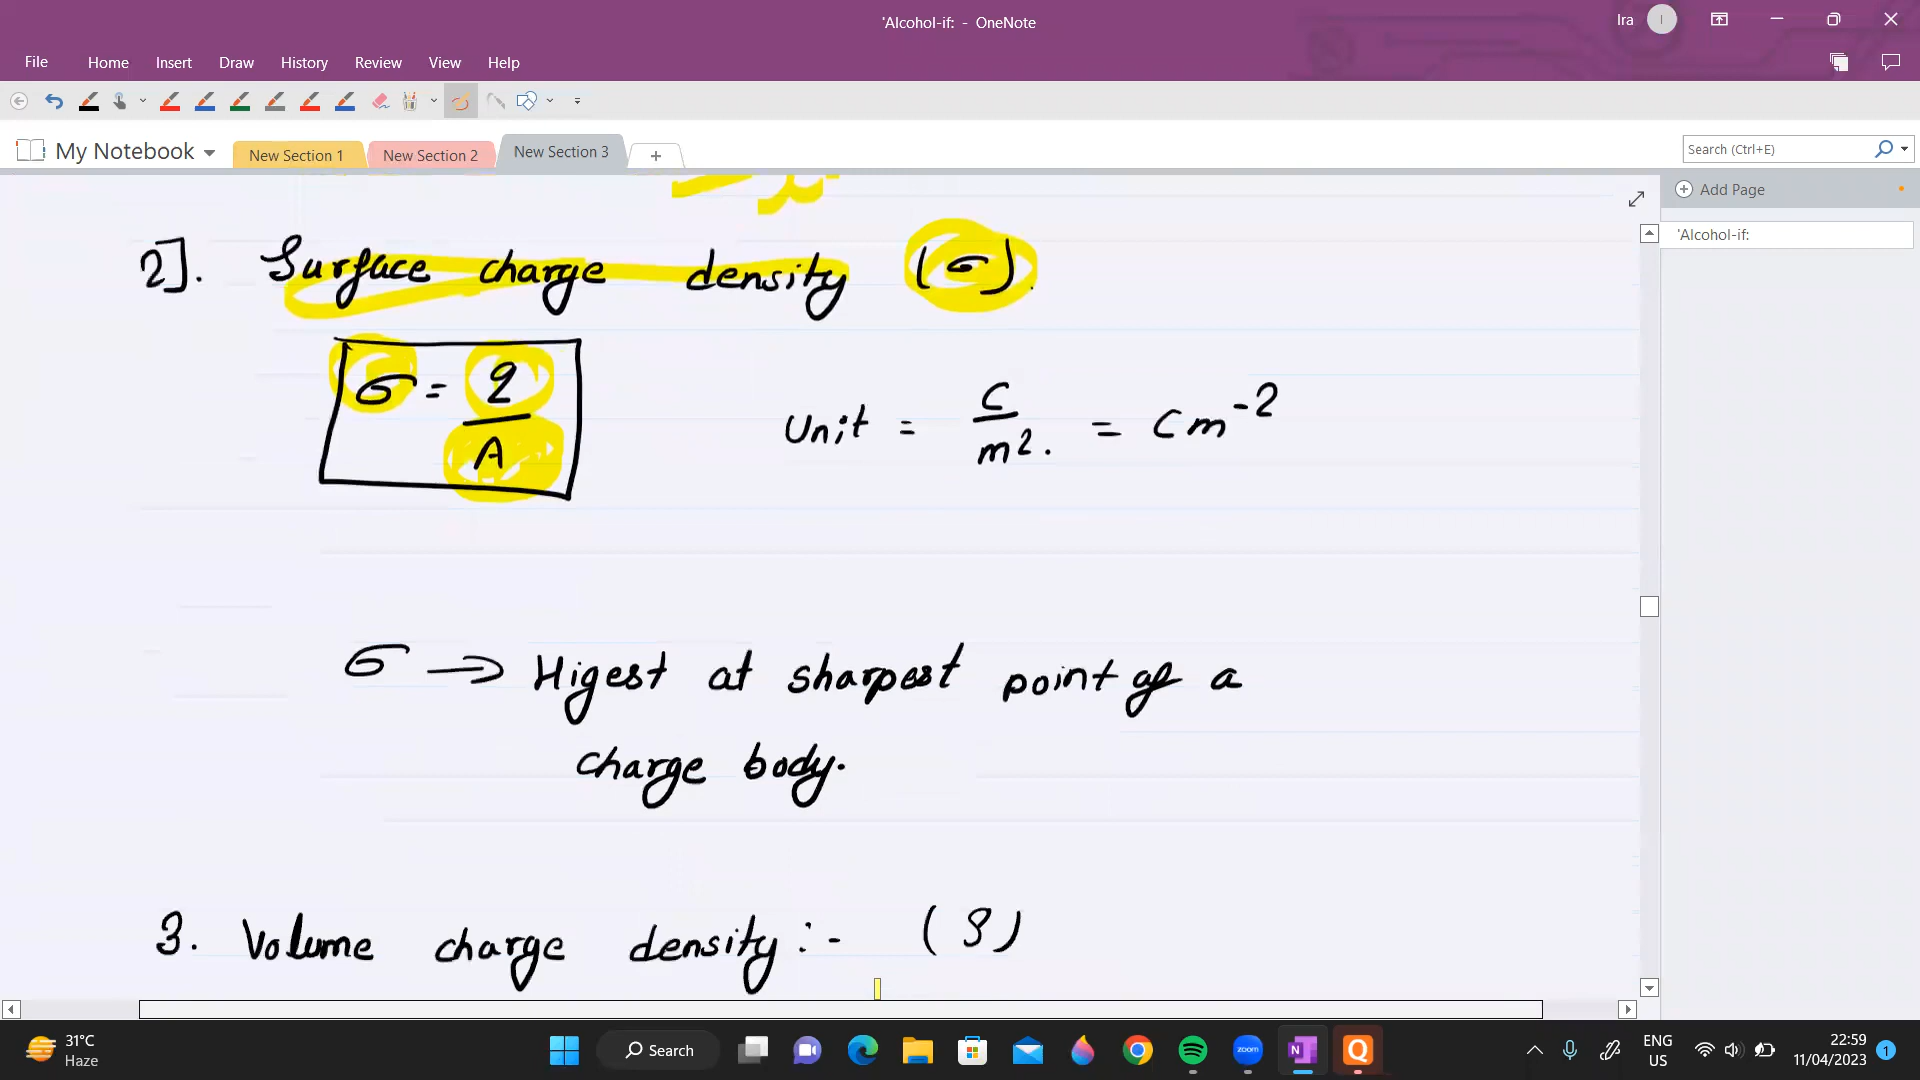 'Alcohol-if: - OneNote
Ira I
File Home Insert Draw History Review View Help
My Notebook New Section 1 New Section 2 New Section 3
Search (Ctrl+E)
Add Page
'Alcohol-if:
2]. Surface charge density (σ).
σ = q/A
Unit = C/m². = Cm⁻²
σ → Higest at sharpest point of a
charge body.
3. Volume charge density :- (ρ)
31°C
Haze
Search
zoom
N
Q
ENG
US
22:59
11/04/2023
1